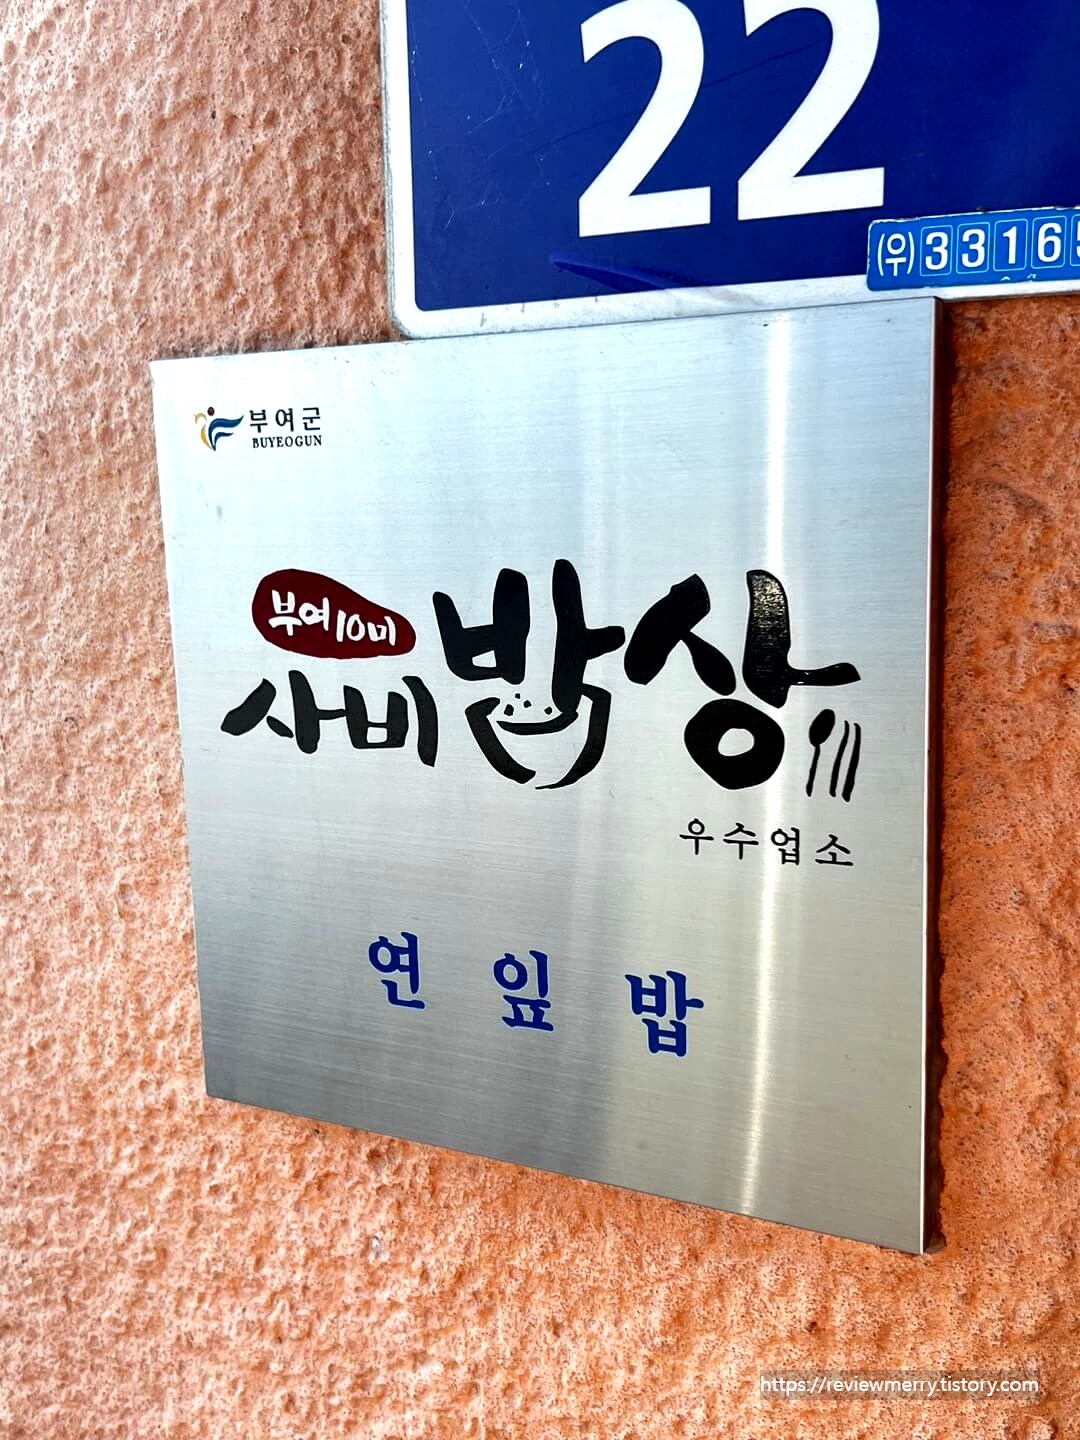 22
(우) 3316
부여군
BUYEOGUN
부여10미
사비밥상
우수업소
연잎밥
https://reviewmerry.tistory.com